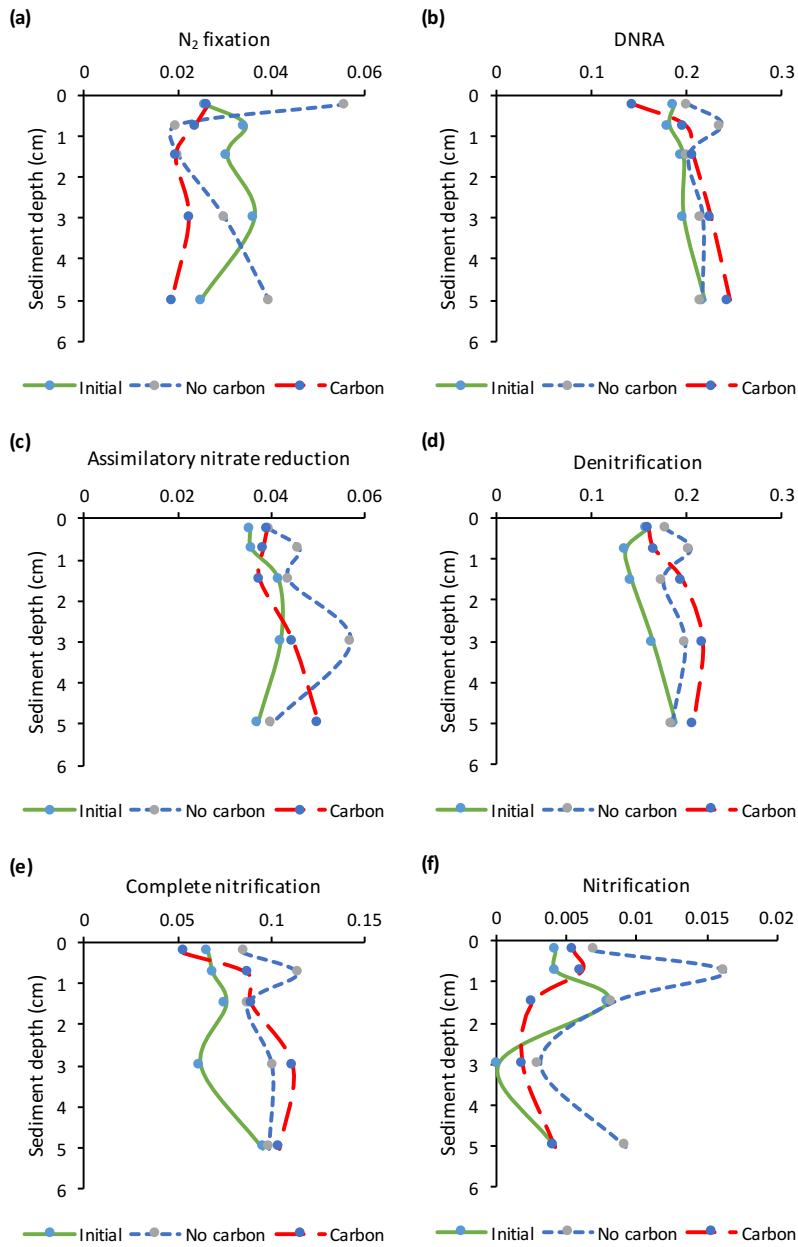 (a)
N₂ fixation
0 0.02 0.04 0.06
0
1
2
3
4
5
6
Sediment depth (cm)
Initial No carbon Carbon
(b)
DNRA
0 0.1 0.2 0.3
0
1
2
3
4
5
6
Sediment depth (cm)
Initial No carbon Carbon
(c)
Assimilatory nitrate reduction
0 0.02 0.04 0.06
0
1
2
3
4
5
6
Sediment depth (cm)
Initial No carbon Carbon
(d)
Denitrification
0 0.1 0.2 0.3
0
1
2
3
4
5
6
Sediment depth (cm)
Initial No carbon Carbon
(e)
Complete nitrification
0 0.05 0.1 0.15
0
1
2
3
4
5
6
Sediment depth (cm)
Initial No carbon Carbon
(f)
Nitrification
0 0.005 0.01 0.015 0.02
0
1
2
3
4
5
6
Sediment depth (cm)
Initial No carbon Carbon